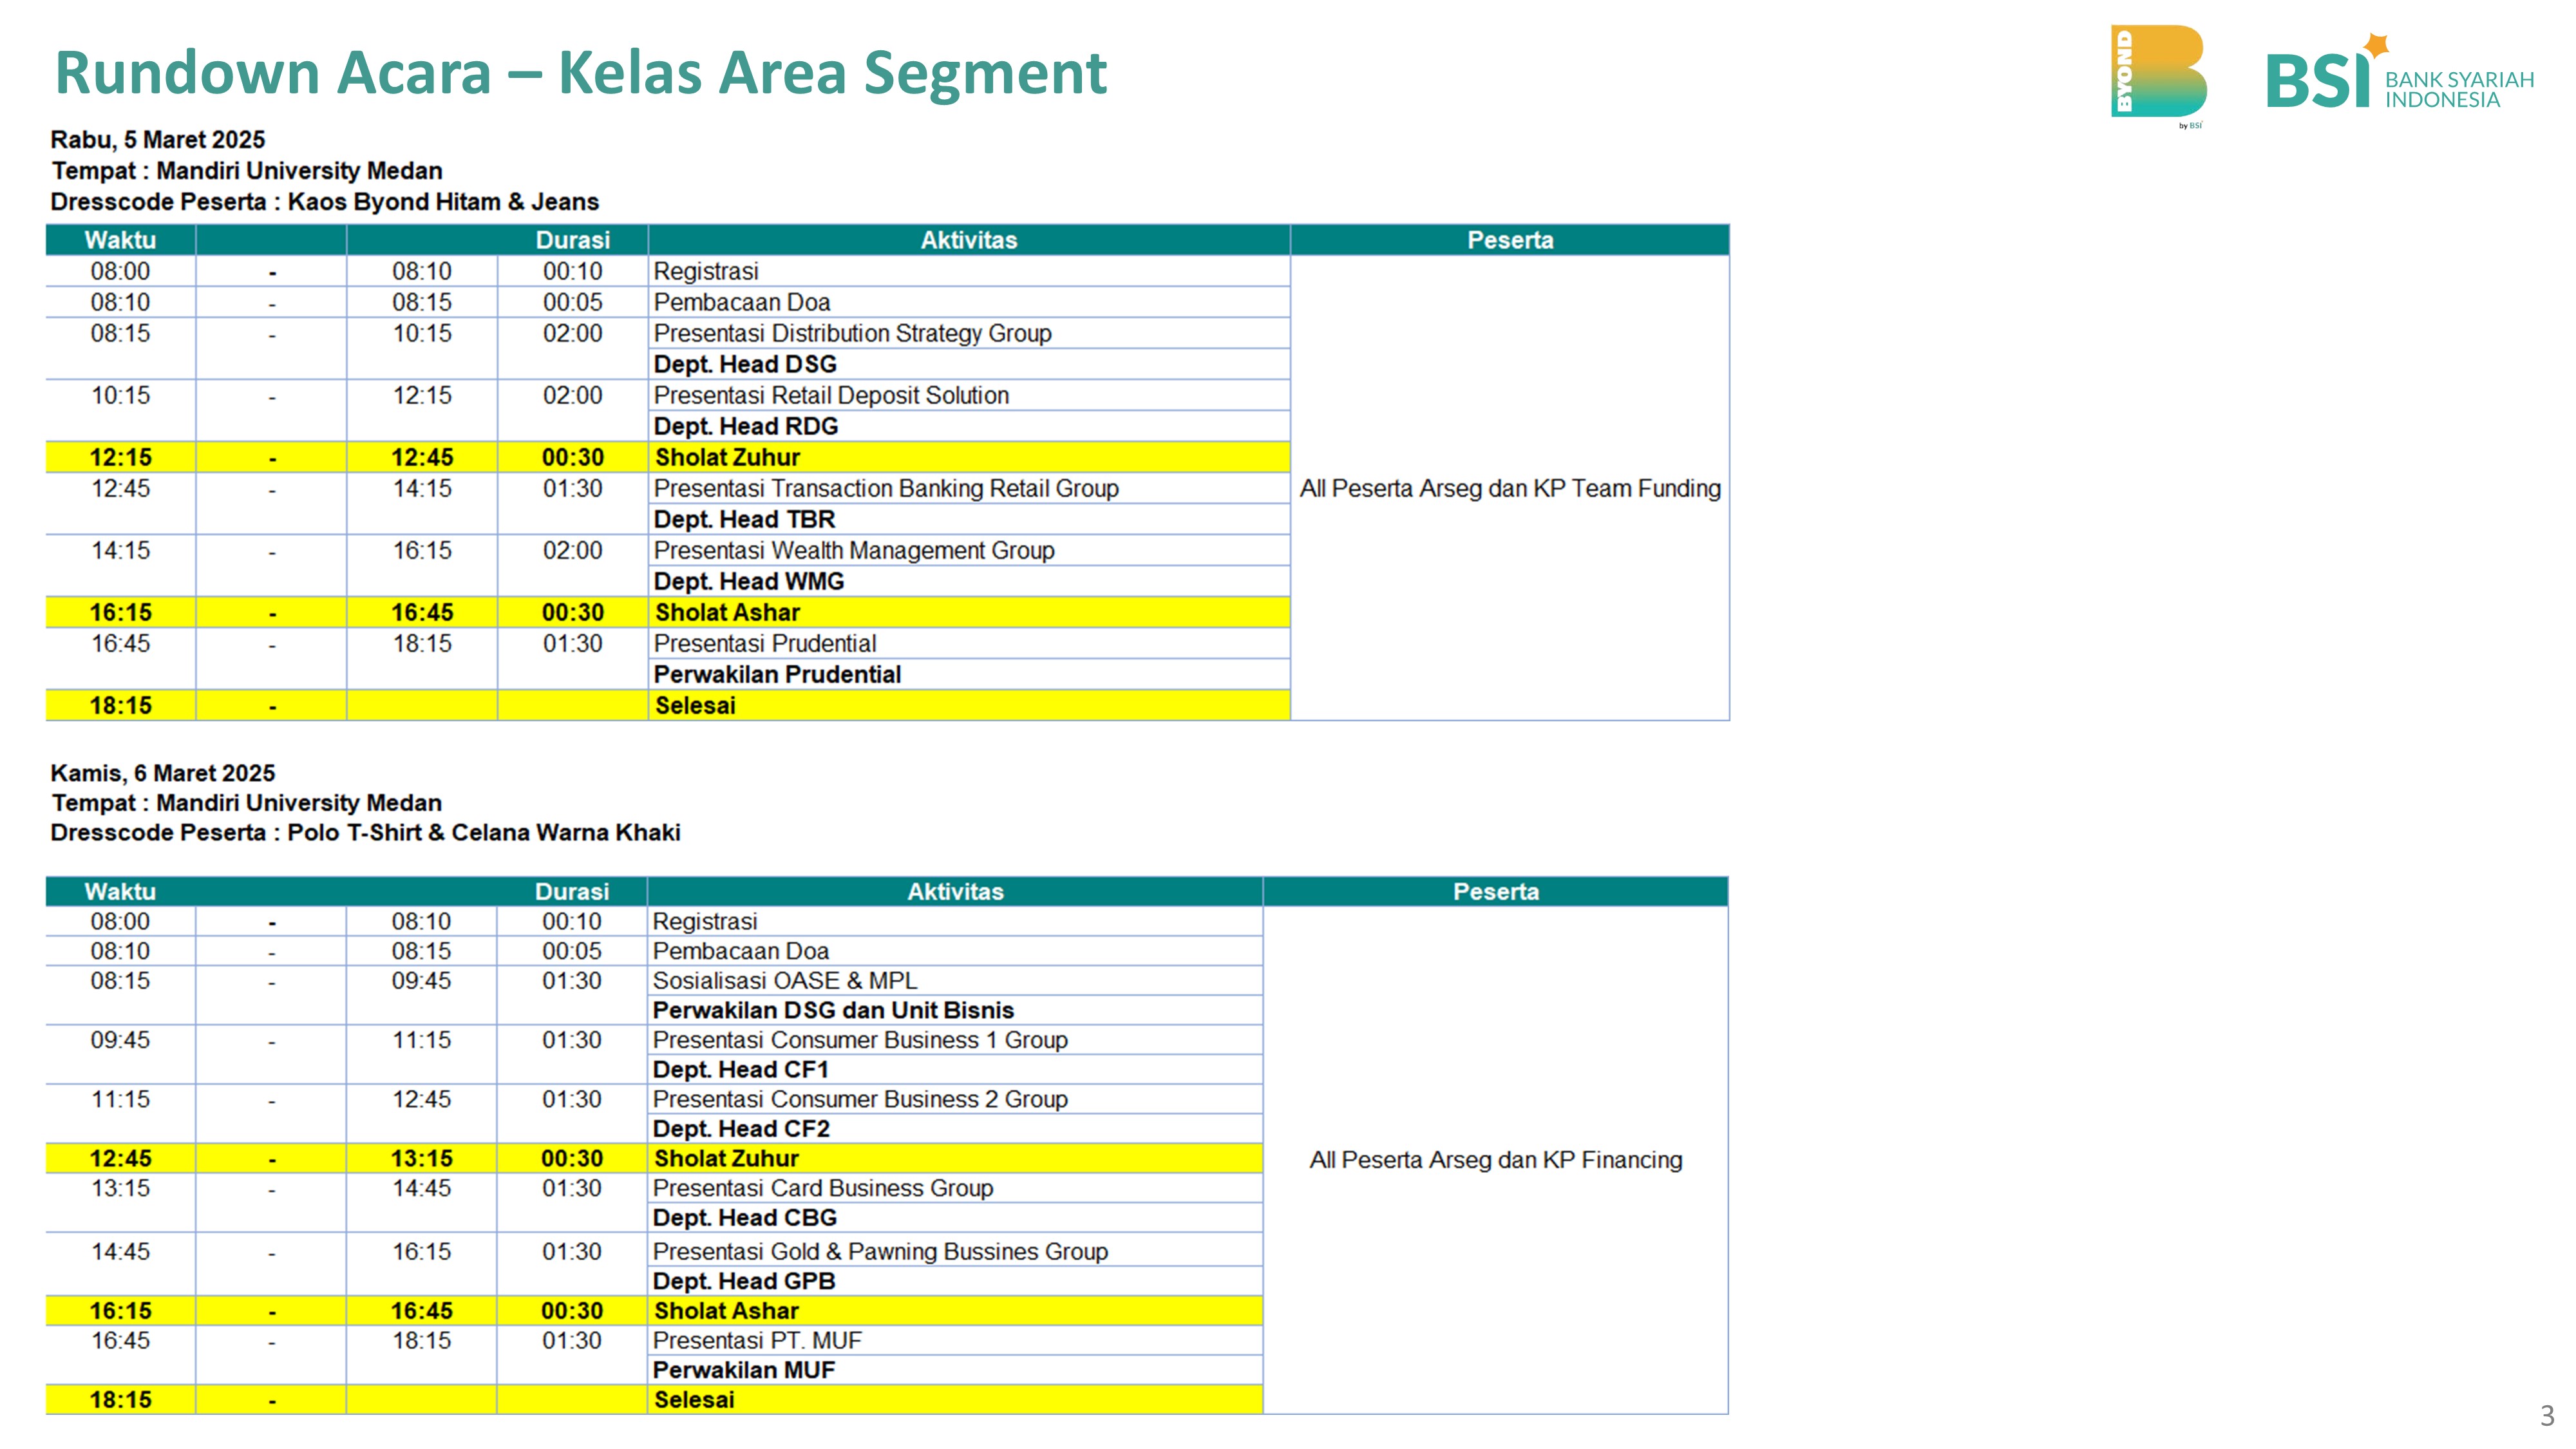 Rundown Acara – Kelas Area Segment
BYOND
by BSI
BSI BANK SYARIAH
INDONESIA
Rabu, 5 Maret 2025
Tempat : Mandiri University Medan
Dresscode Peserta : Kaos Byond Hitam & Jeans
Waktu Durasi Aktivitas Peserta
08:00 - 08:10 00:10 Registrasi
08:10 - 08:15 00:05 Pembacaan Doa
08:15 - 10:15 02:00 Presentasi Distribution Strategy Group
Dept. Head DSG
10:15 - 12:15 02:00 Presentasi Retail Deposit Solution
Dept. Head RDG
12:15 - 12:45 00:30 Sholat Zuhur
12:45 - 14:15 01:30 Presentasi Transaction Banking Retail Group All Peserta Arseg dan KP Team Funding
Dept. Head TBR
14:15 - 16:15 02:00 Presentasi Wealth Management Group
Dept. Head WMG
16:15 - 16:45 00:30 Sholat Ashar
16:45 - 18:15 01:30 Presentasi Prudential
Perwakilan Prudential
18:15 - Selesai
Kamis, 6 Maret 2025
Tempat : Mandiri University Medan
Dresscode Peserta : Polo T-Shirt & Celana Warna Khaki
Waktu Durasi Aktivitas Peserta
08:00 - 08:10 00:10 Registrasi
08:10 - 08:15 00:05 Pembacaan Doa
08:15 - 09:45 01:30 Sosialisasi OASE & MPL
Perwakilan DSG dan Unit Bisnis
09:45 - 11:15 01:30 Presentasi Consumer Business 1 Group
Dept. Head CF1
11:15 - 12:45 01:30 Presentasi Consumer Business 2 Group
Dept. Head CF2
12:45 - 13:15 00:30 Sholat Zuhur All Peserta Arseg dan KP Financing
13:15 - 14:45 01:30 Presentasi Card Business Group
Dept. Head CBG
14:45 - 16:15 01:30 Presentasi Gold & Pawning Bussines Group
Dept. Head GPB
16:15 - 16:45 00:30 Sholat Ashar
16:45 - 18:15 01:30 Presentasi PT. MUF
Perwakilan MUF
18:15 - Selesai
3